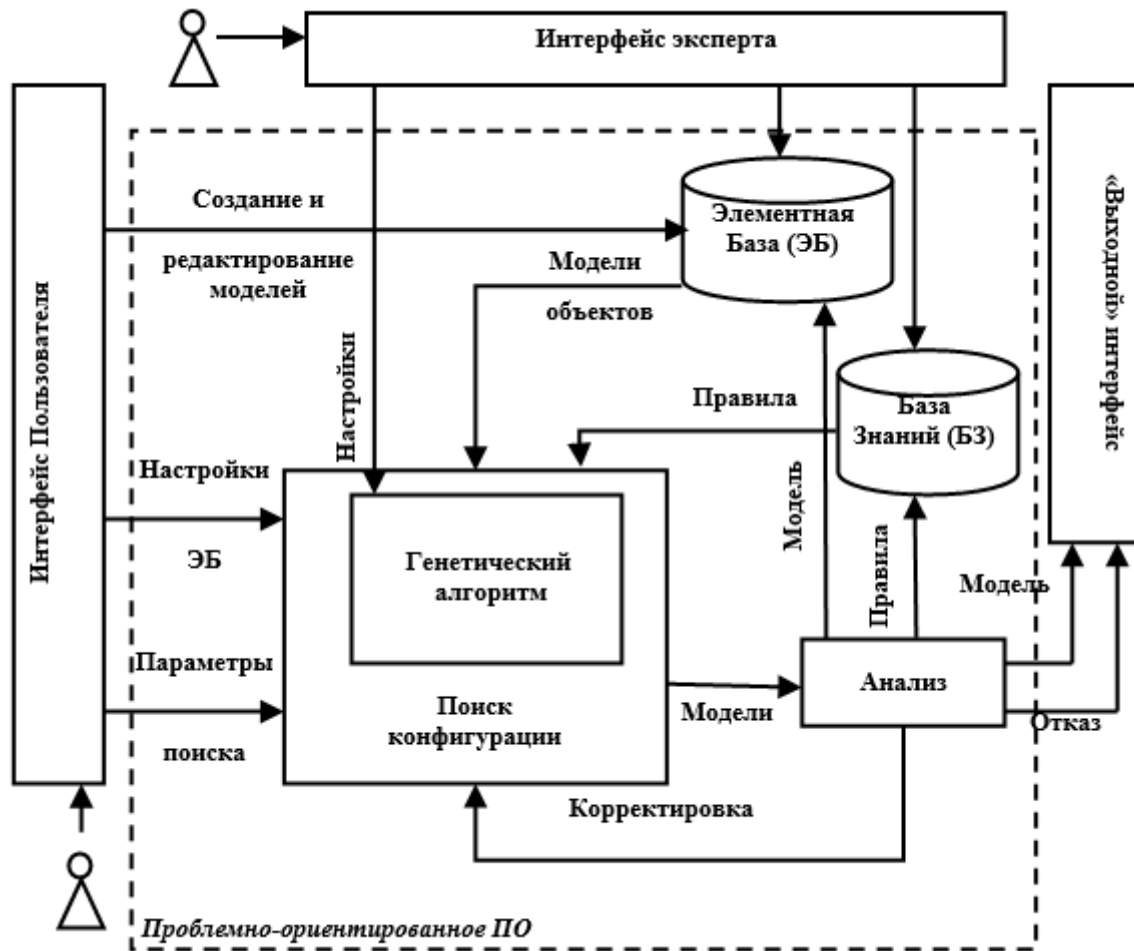 Интерфейс эксперта
Интерфейс Пользователя
«Выходной» интерфейс
Создание и
редактирование
моделей
Элементная
База (ЭБ)
Модели
объектов
Настройки
Правила
База
Знаний (БЗ)
Настройки
ЭБ
Генетический
алгоритм
Модель
Правила
Модель
Параметры
поиска
Поиск
конфигурации
Модели
Анализ
Отказ
Корректировка
Проблемно-ориентированное ПО